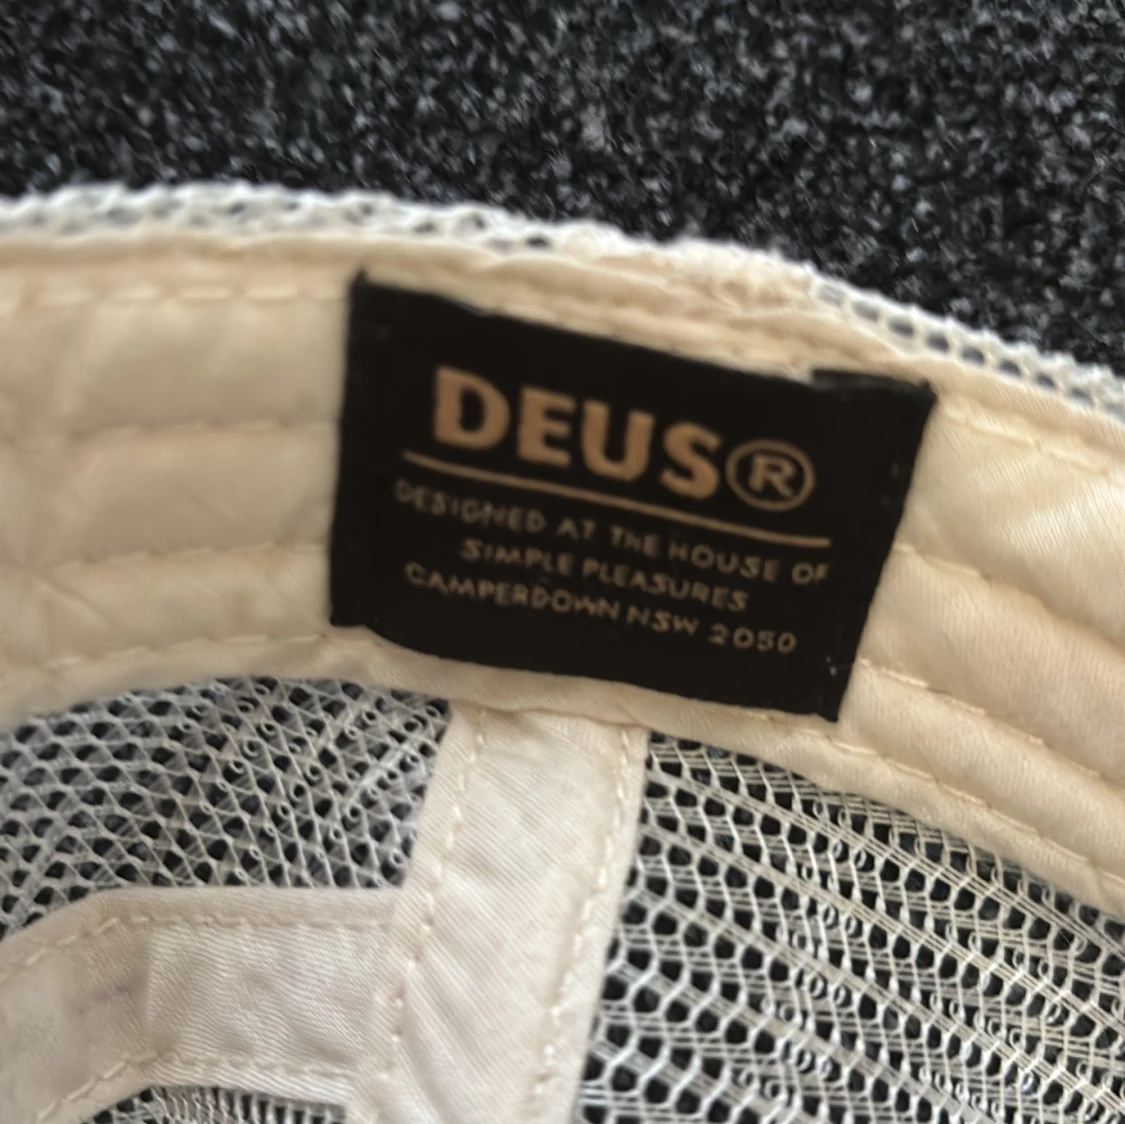 DEUS®
DESIGNED AT THE HOUSE OF
SIMPLE PLEASURES
CAMPERDOWN NSW 2050